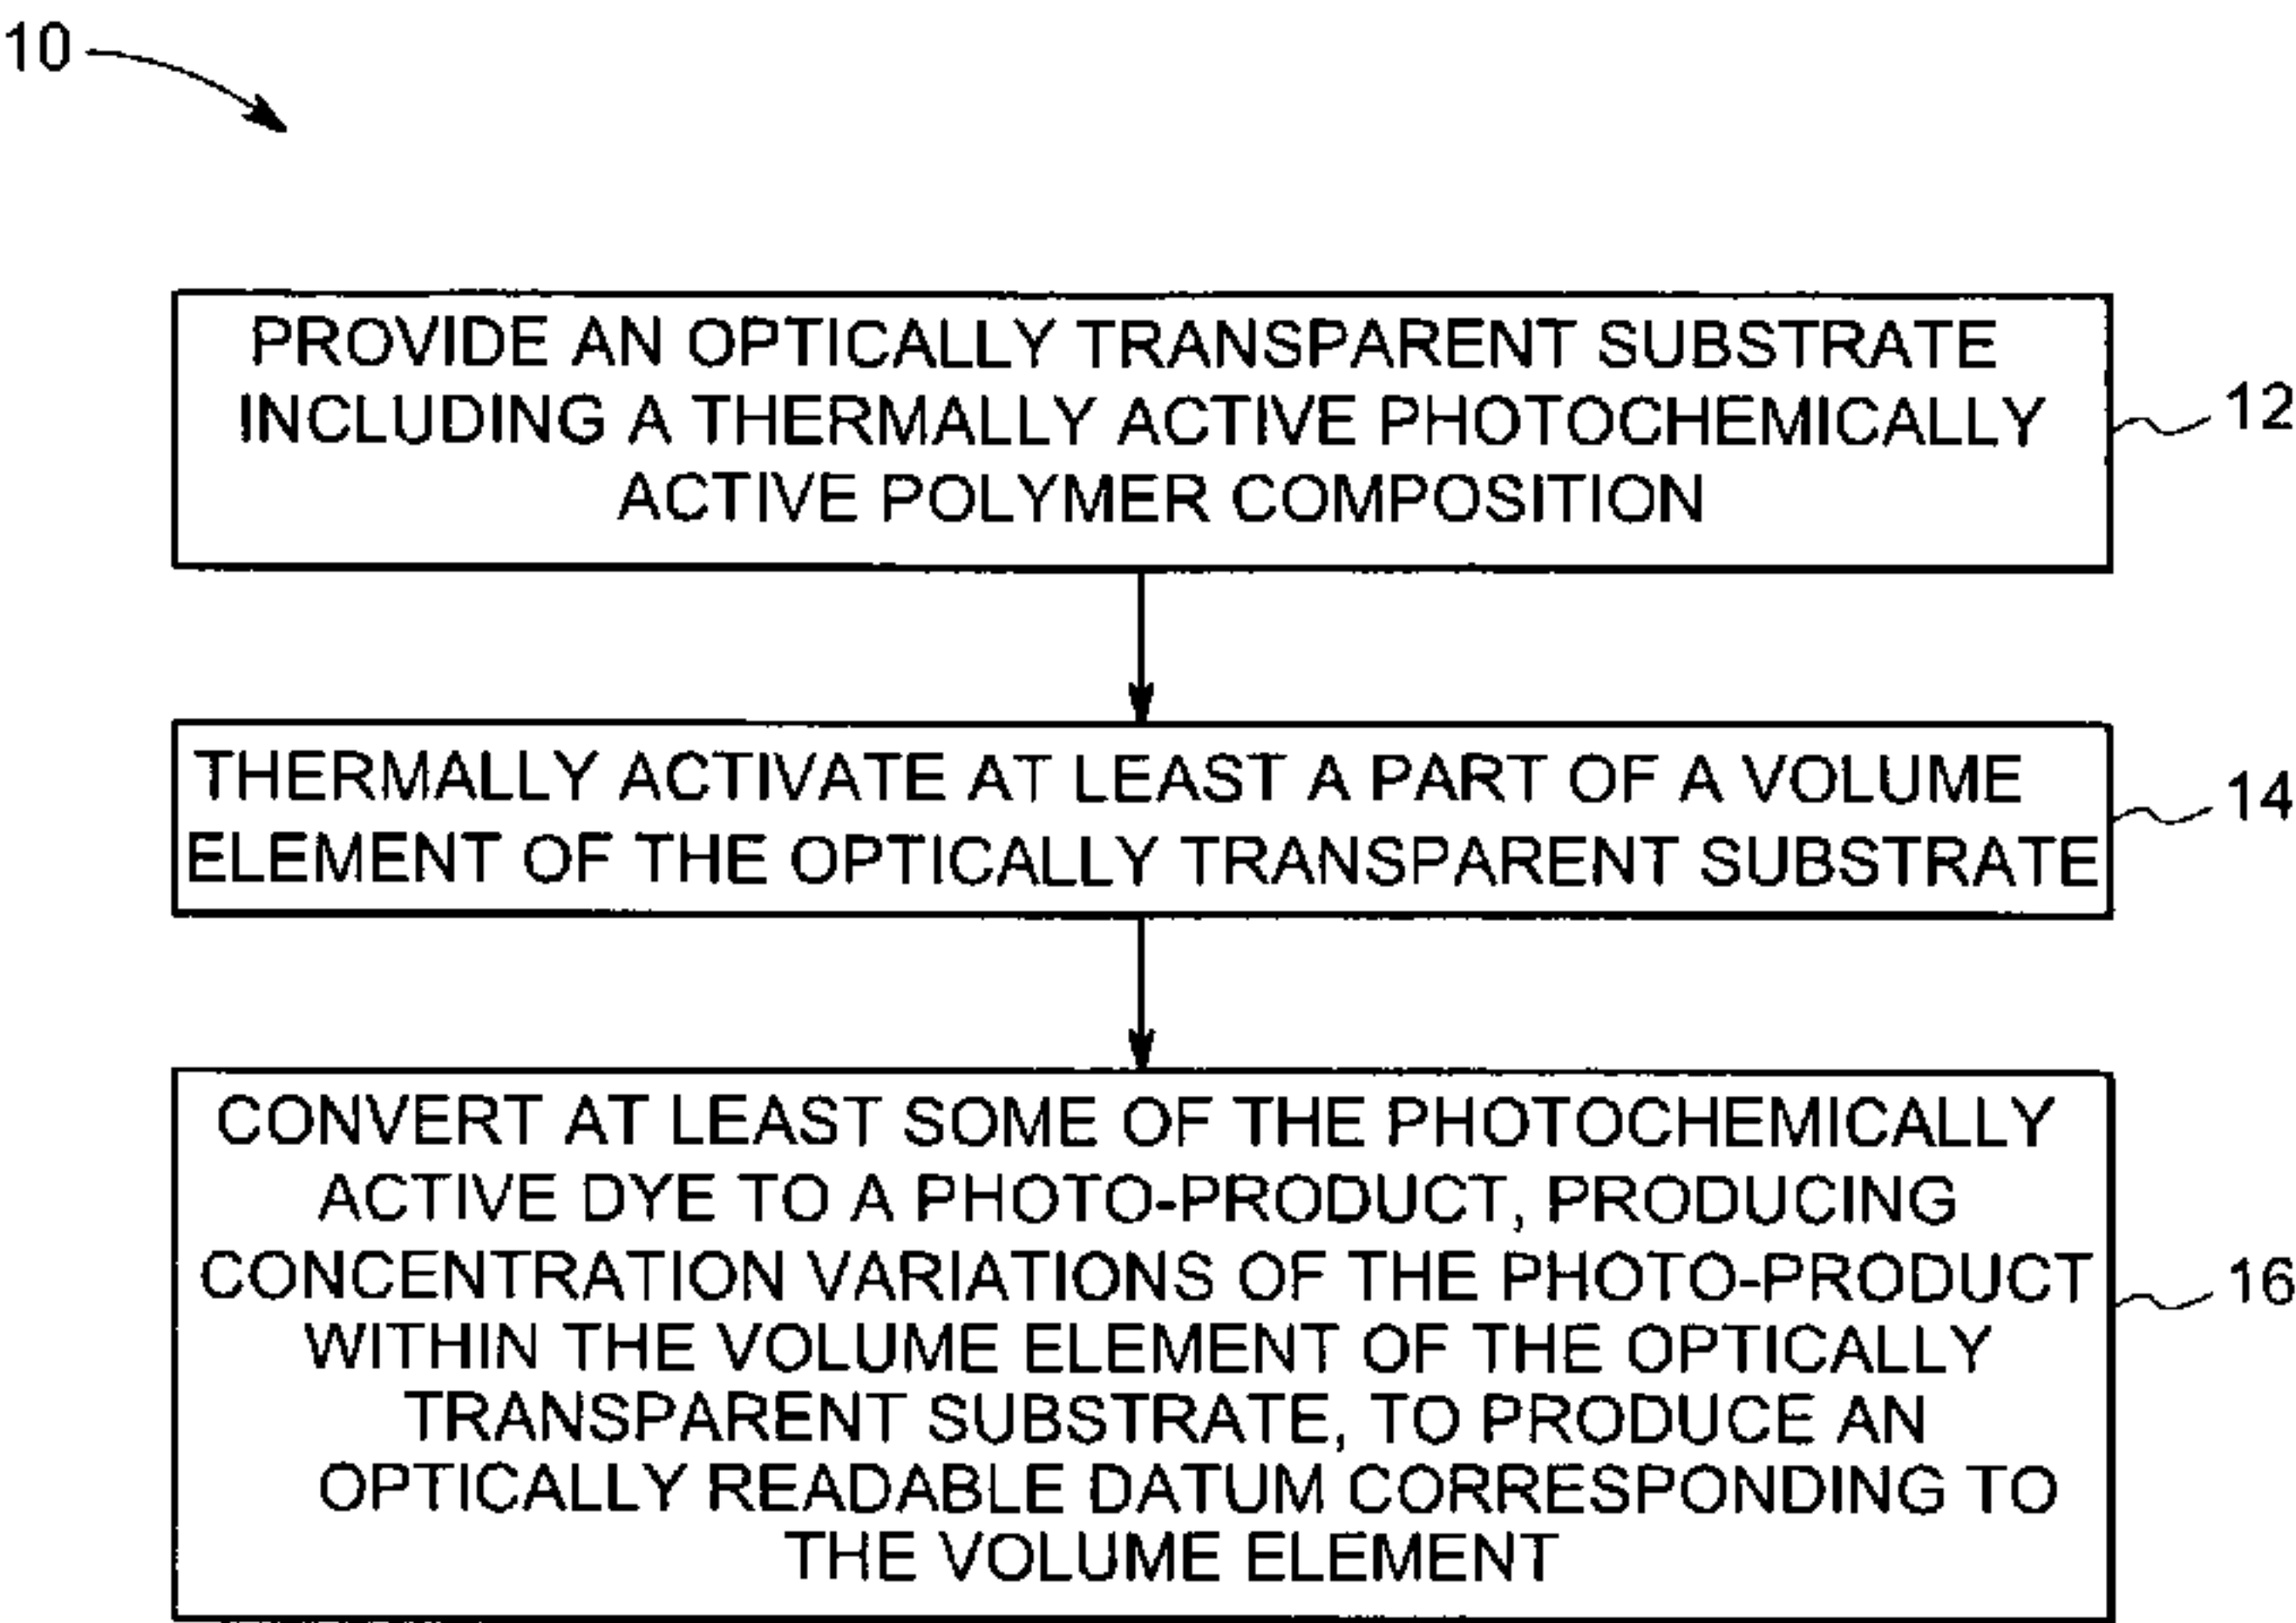 10
PROVIDE AN OPTICALLY TRANSPARENT SUBSTRATE
INCLUDING A THERMALLY ACTIVE PHOTOCHEMICALLY
ACTIVE POLYMER COMPOSITION
12
THERMALLY ACTIVATE AT LEAST A PART OF A VOLUME
ELEMENT OF THE OPTICALLY TRANSPARENT SUBSTRATE
14
CONVERT AT LEAST SOME OF THE PHOTOCHEMICALLY
ACTIVE DYE TO A PHOTO-PRODUCT, PRODUCING
CONCENTRATION VARIATIONS OF THE PHOTO-PRODUCT
WITHIN THE VOLUME ELEMENT OF THE OPTICALLY
TRANSPARENT SUBSTRATE, TO PRODUCE AN
OPTICALLY READABLE DATUM CORRESPONDING TO
THE VOLUME ELEMENT
16